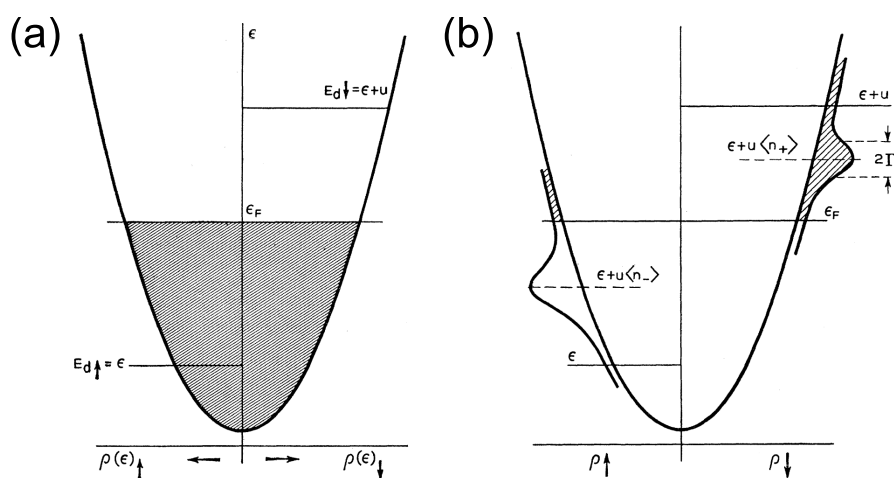 (a)
ϵ
E_d↓ = ϵ+u
ϵ_F
E_d↑ = ϵ
ρ(ϵ)↑
ρ(ϵ)↓
(b)
ϵ+u
ϵ+u⟨n₊⟩
2Γ
ϵ_F
ϵ+u⟨n₋⟩
ϵ
ρ↑
ρ↓